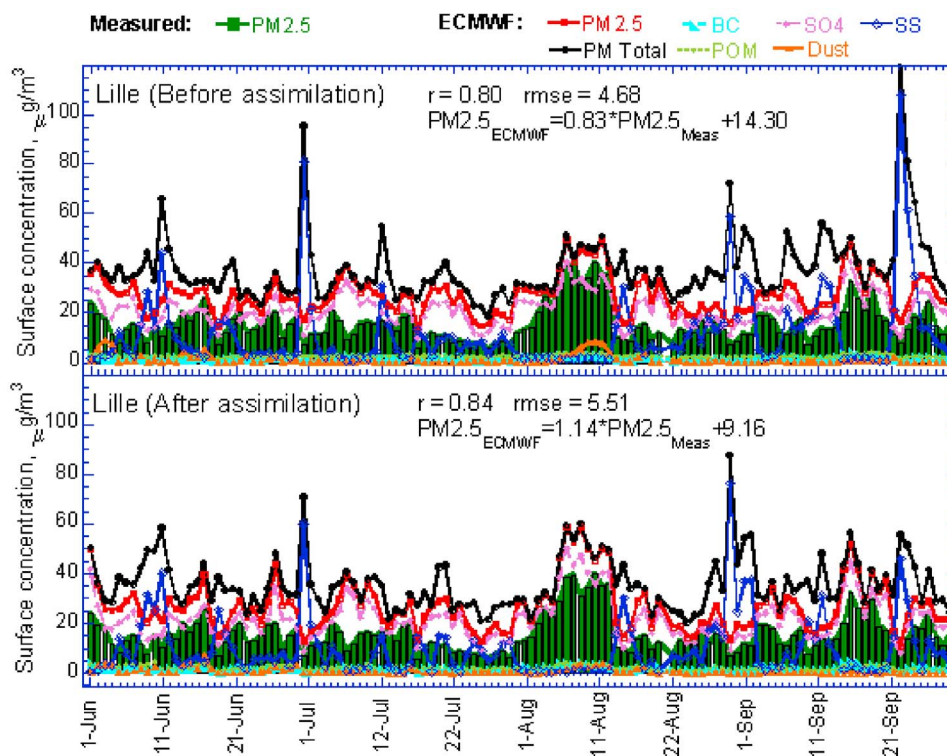 Measured: PM2.5 ECMWF: PM2.5 BC SO4 SS
PM Total POM Dust
Surface concentration, μg/m3
100
80
60
40
20
0
Lille (Before assimilation) r = 0.80 rmse = 4.68
PM2.5ECMWF=0.83*PM2.5Meas+14.30
Surface concentration, μg/m3
100
80
60
40
20
0
Lille (After assimilation) r = 0.84 rmse = 5.51
PM2.5ECMWF=1.14*PM2.5Meas+9.16
1-Jun 11-Jun 21-Jun 1-Jul 12-Jul 22-Jul 1-Aug 11-Aug 22-Aug 1-Sep 11-Sep 21-Sep